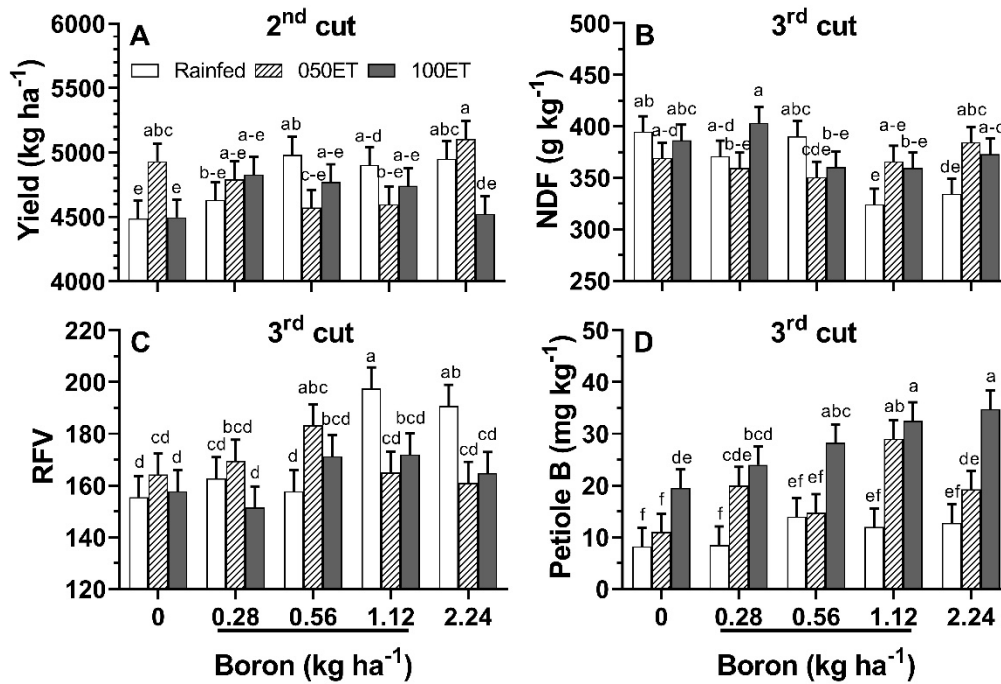 A
2nd cut
Rainfed 050ET 100ET
Yield (kg ha-1)
6000
5500
5000
4500
4000
e abc e
b-e a-e a-e
ab c-e a-e
a-d b-e a-e
abc a de
B
3rd cut
NDF (g kg-1)
500
450
400
350
300
250
ab a-d abc
a-d b-e a
abc cde b-e
e a-e b-e
de abc a-d
C
3rd cut
RFV
220
200
180
160
140
120
d cd d
cd bcd d
d abc bcd
a cd bcd
ab cd cd
0 0.28 0.56 1.12 2.24
Boron (kg ha-1)
D
3rd cut
Petiole B (mg kg-1)
50
40
30
20
10
0
f f de
f cde bcd
ef ef abc
ef ab a
ef de a
0 0.28 0.56 1.12 2.24
Boron (kg ha-1)